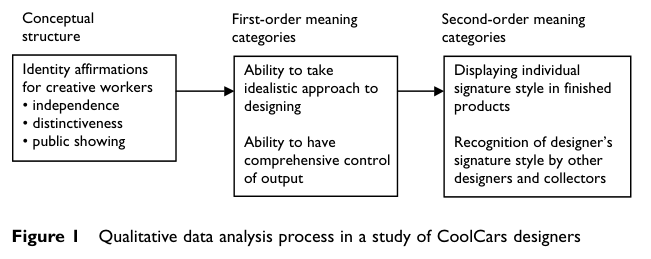 Conceptual
structure
First-order meaning
categories
Second-order meaning
categories
Identity affirmations
for creative workers
• independence
• distinctiveness
• public showing
Ability to take
idealistic approach to
designing
Ability to have
comprehensive control
of output
Displaying individual
signature style in finished
products
Recognition of designer's
signature style by other
designers and collectors
Figure 1 Qualitative data analysis process in a study of CoolCars designers